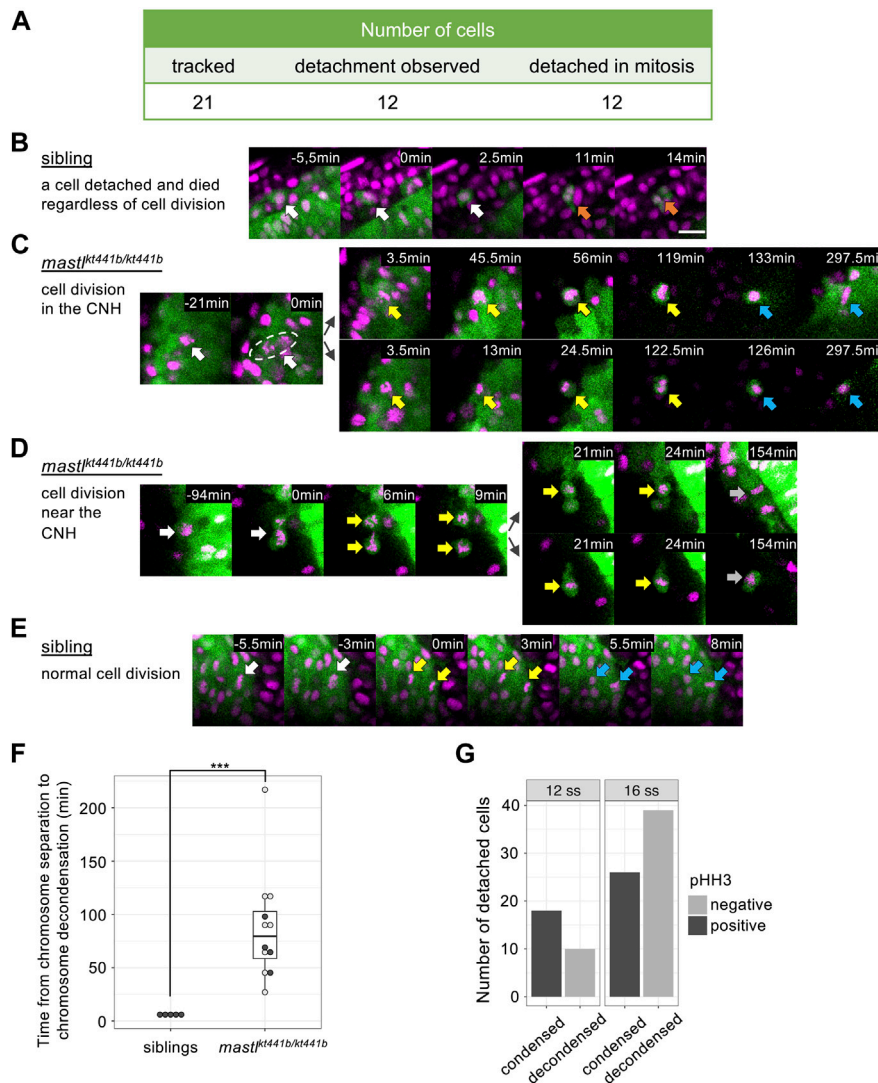 A
Number of cells
tracked detachment observed detached in mitosis
21 12 12
B
sibling
a cell detached and died
regardless of cell division
-5,5min 0min 2.5min 11min 14min
C
mastl^kt441b/kt441b
cell division
in the CNH
-21min 0min
3.5min 45.5min 56min 119min 133min 297.5min
3.5min 13min 24.5min 122.5min 126min 297.5min
D
mastl^kt441b/kt441b
cell division
near the
CNH
-94min 0min 6min 9min
21min 24min 154min
21min 24min 154min
E
sibling
normal cell division
-5.5min -3min 0min 3min 5.5min 8min
F
Time from chromosome separation to
chromosome decondensation (min)
***
200
150
100
50
0
siblings mastl^kt441b/kt441b
G
Number of detached cells
12 ss 16 ss
40
30
20
10
0
condensed
decondensed
condensed
decondensed
pHH3
negative
positive